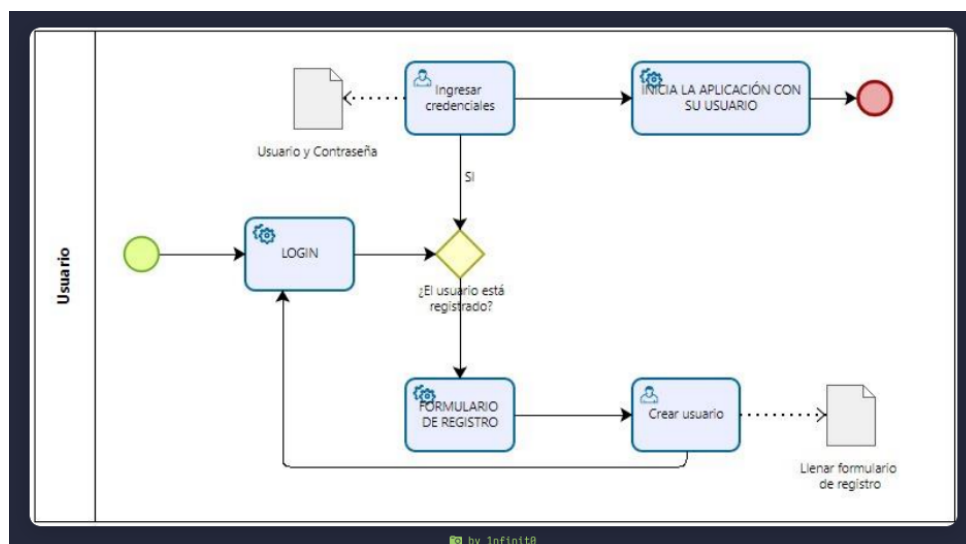 Usuario
Ingresar
credenciales
INICIA LA APLICACIÓN CON
SU USUARIO
Usuario y Contraseña
SI
LOGIN
¿El usuario está
registrado?
FORMULARIO
DE REGISTRO
Crear usuario
Llenar formulario
de registro
by 1nfinit0